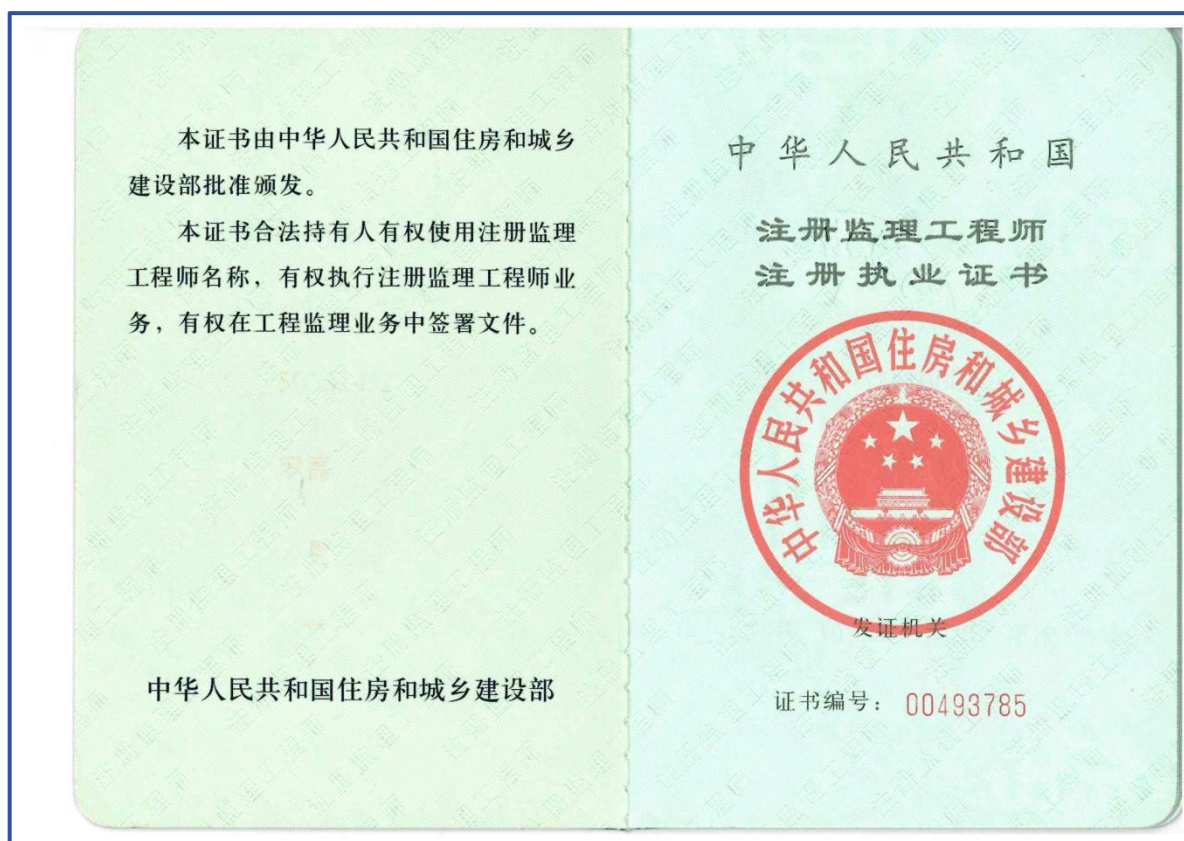 本证书由中华人民共和国住房和城乡
建设部批准颁发。
本证书合法持有人有权使用注册监理
工程师名称，有权执行注册监理工程师业
务，有权在工程监理业务中签署文件。
中华人民共和国住房和城乡建设部
中华人民共和国
注册监理工程师
注册执业证书
中华人民共和国住房和城乡建设部
发证机关
证书编号：00493785